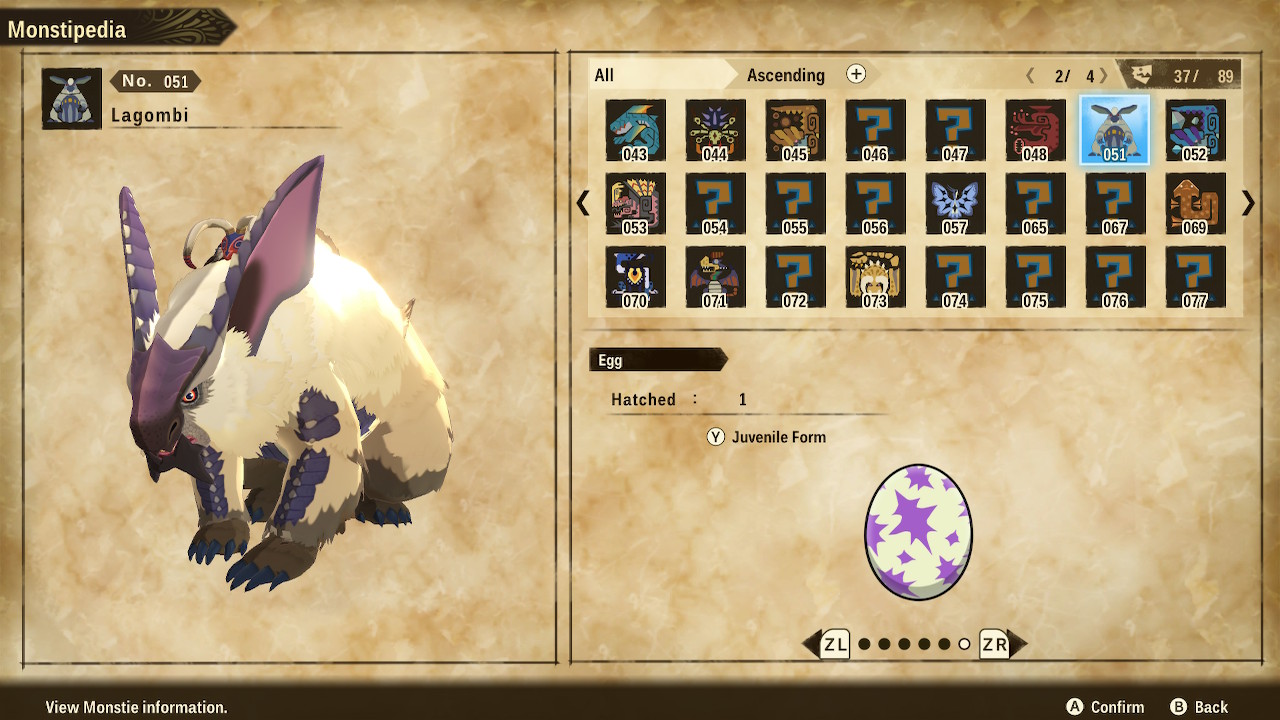 Monstipedia
No. 051
Lagombi
All
Ascending
2/ 4
37/ 89
043 044 045 046 047 048 051 052
053 054 055 056 057 065 067 069
070 071 072 073 074 075 076 077
Egg
Hatched : 1
Y Juvenile Form
ZL ZR
View Monstie information.
A Confirm B Back